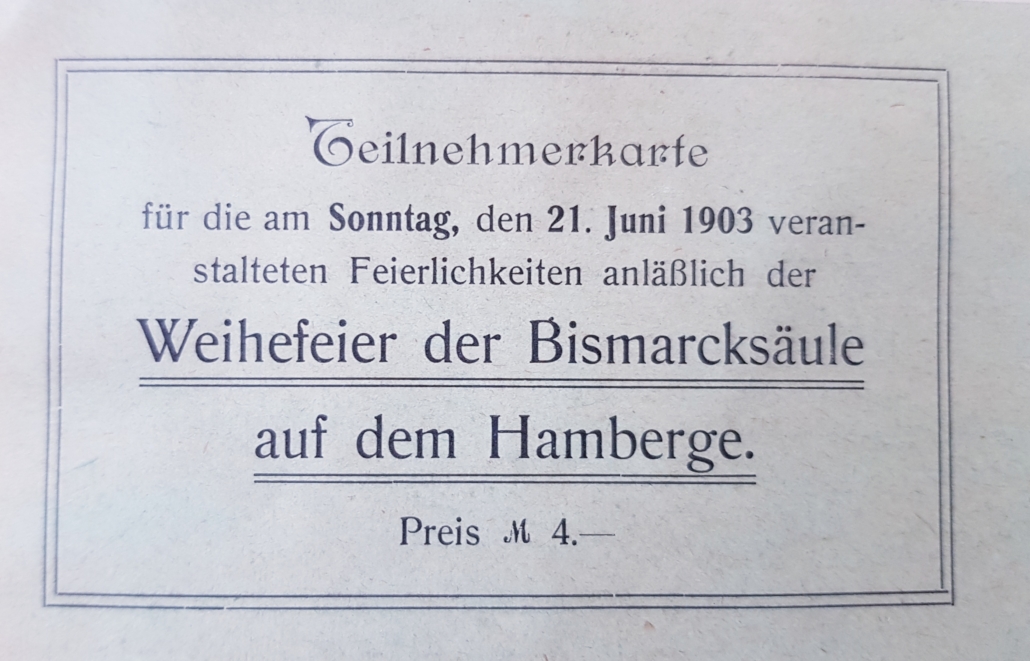 Teilnehmerkarte
für die am Sonntag, den 21. Juni 1903 veran-
stalteten Feierlichkeiten anläßlich der
Weihefeier der Bismarcksäule
auf dem Hamberge.
Preis ℳ 4.—